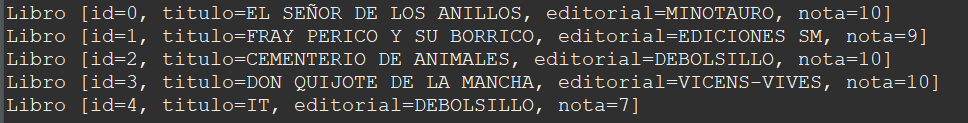 Libro [id=0, titulo=EL SEÑOR DE LOS ANILLOS, editorial=MINOTAURO, nota=10]
Libro [id=1, titulo=FRAY PERICO Y SU BORRICO, editorial=EDICIONES SM, nota=9]
Libro [id=2, titulo=CEMENTERIO DE ANIMALES, editorial=DEBOLSILLO, nota=10]
Libro [id=3, titulo=DON QUIJOTE DE LA MANCHA, editorial=VICENS-VIVES, nota=10]
Libro [id=4, titulo=IT, editorial=DEBOLSILLO, nota=7]